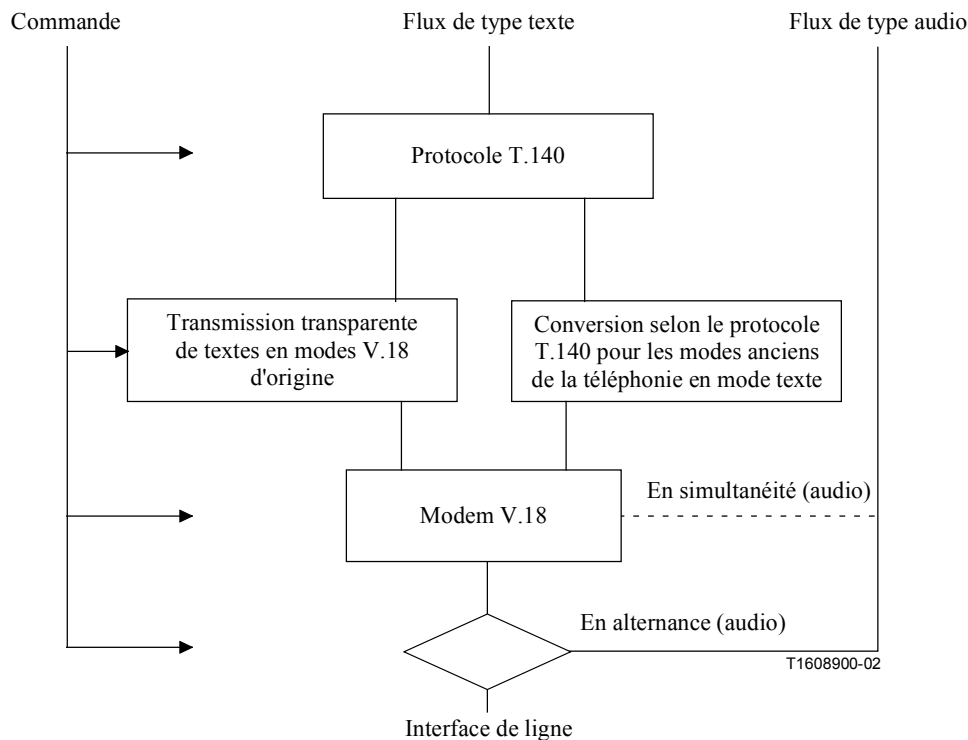 Commande
Flux de type texte
Flux de type audio
Protocole T.140
Transmission transparente
de textes en modes V.18
d'origine
Conversion selon le protocole
T.140 pour les modes anciens
de la téléphonie en mode texte
En simultanéité (audio)
Modem V.18
En alternance (audio)
T1608900-02
Interface de ligne